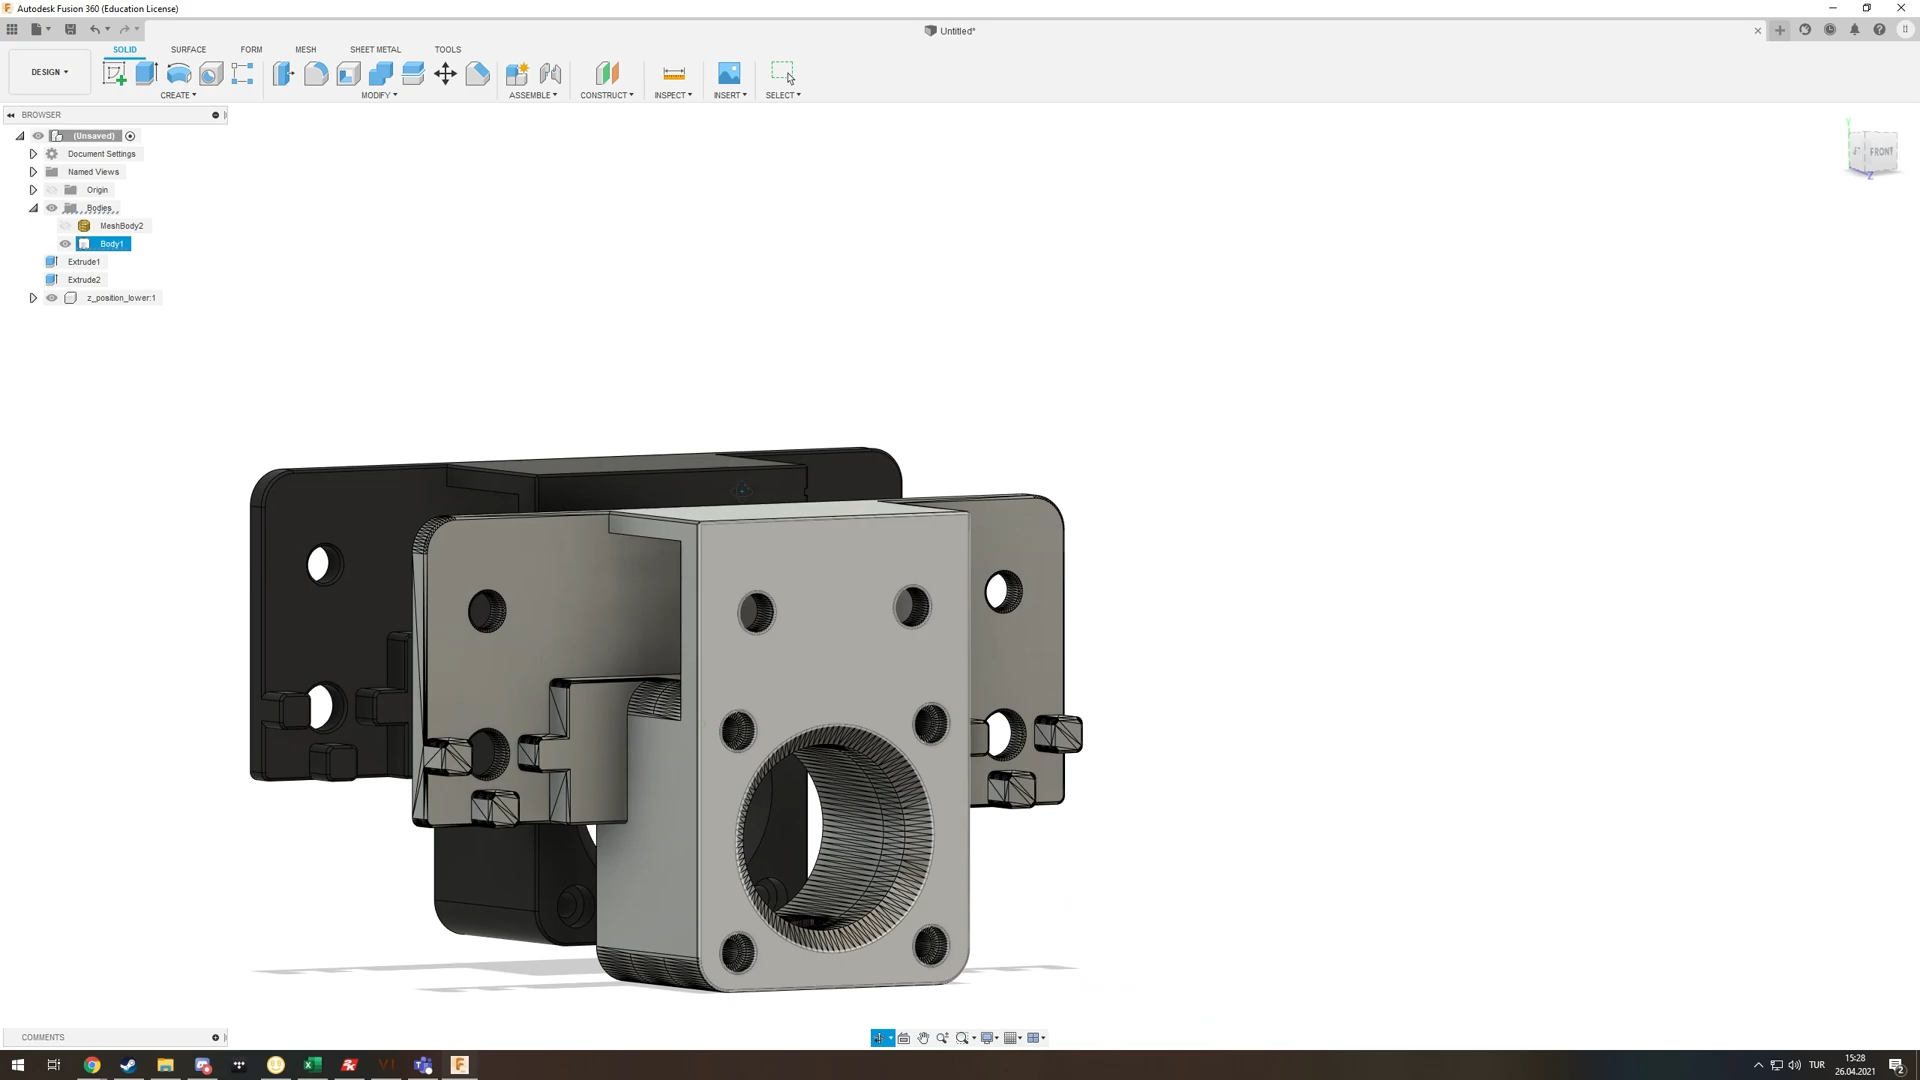 Autodesk Fusion 360 (Education License)
Untitled*
SOLID
SURFACE
FORM
MESH
SHEET METAL
TOOLS
DESIGN
CREATE
MODIFY
ASSEMBLE
CONSTRUCT
INSPECT
INSERT
SELECT
BROWSER
(Unsaved)
Document Settings
Named Views
Origin
Bodies
MeshBody2
Body1
Extrude1
Extrude2
z_position_lower:1
Y
FRONT
Z
COMMENTS
TUR
15:28
26.04.2021
2